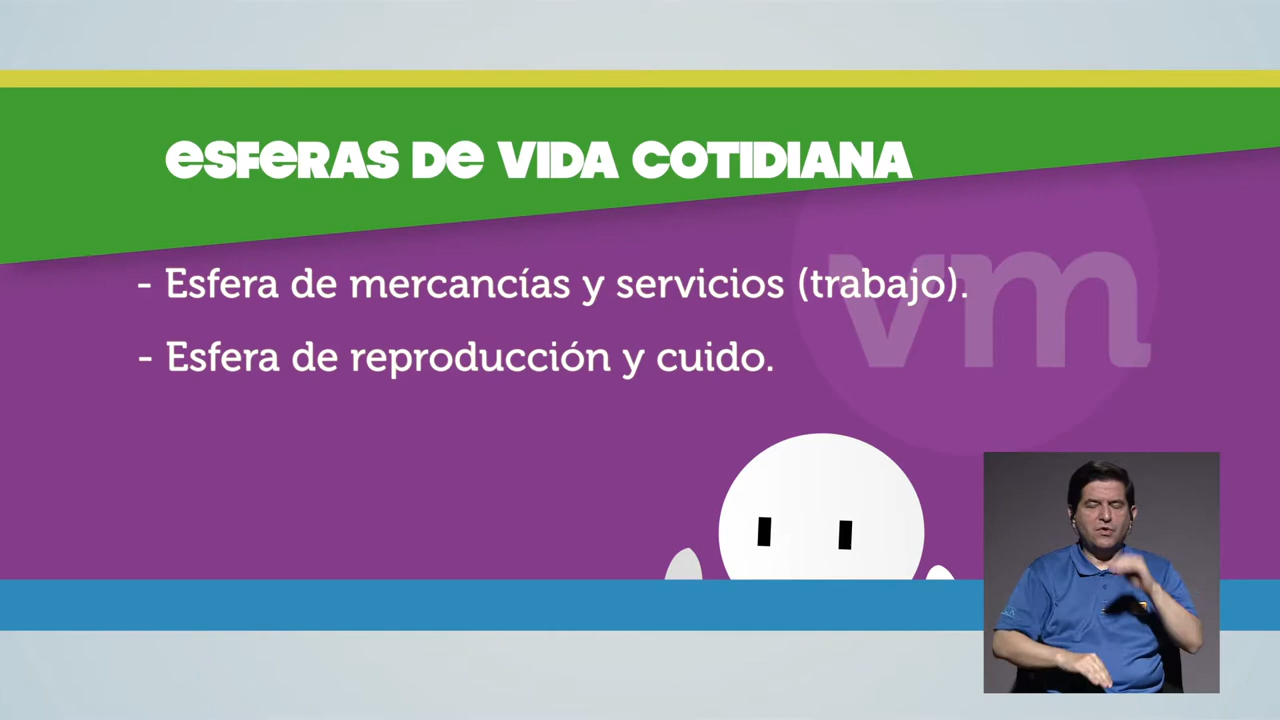 eSFeRAS De VIDA COTIDIANA
- Esfera de mercancías y servicios (trabajo).
- Esfera de reproducción y cuido.
vm